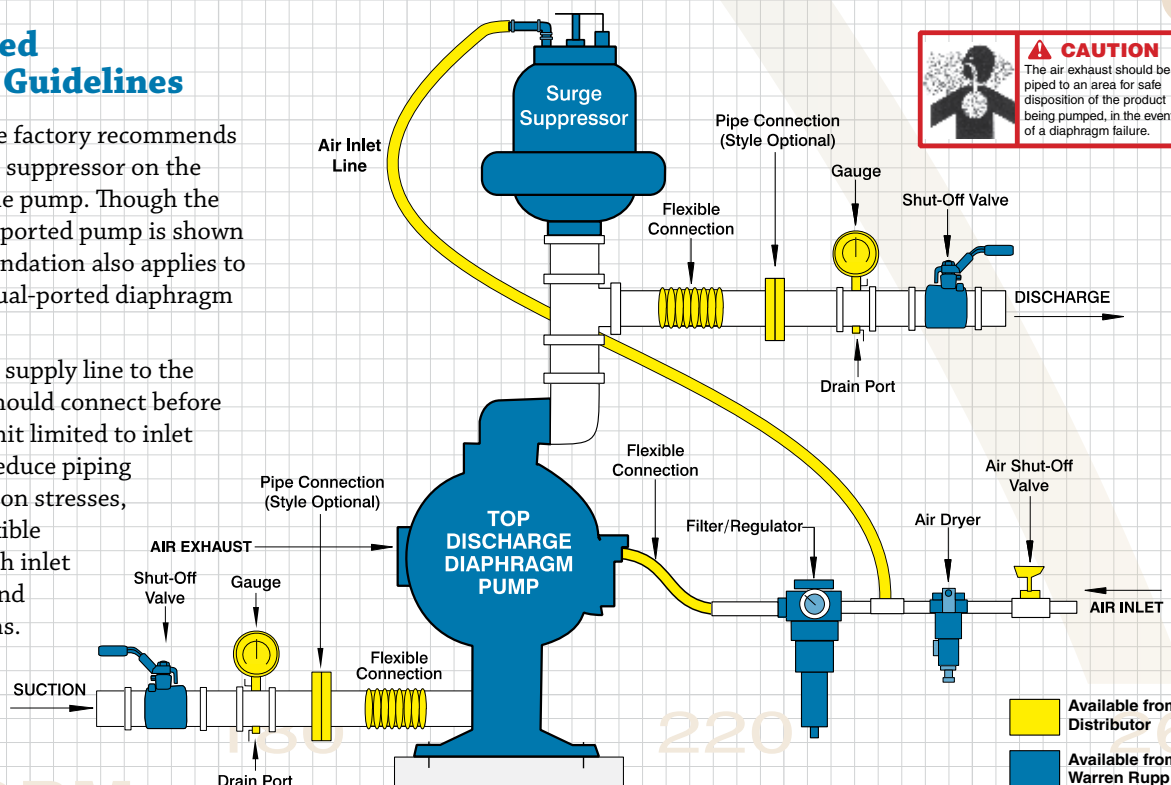 ed
Guidelines
e factory recommends
suppressor on the
e pump. Though the
ported pump is shown
ndation also applies to
ual-ported diaphragm
supply line to the
hould connect before
nit limited to inlet
educe piping
on stresses,
xible
h inlet
nd
ns.
Air Inlet
Line
Surge
Suppressor
Pipe Connection
(Style Optional)
Gauge
Shut-Off Valve
Flexible
Connection
DISCHARGE
Drain Port
CAUTION
The air exhaust should be
piped to an area for safe
disposition of the product
being pumped, in the event
of a diaphragm failure.
Pipe Connection
(Style Optional)
AIR EXHAUST
TOP
DISCHARGE
DIAPHRAGM
PUMP
Flexible
Connection
Filter/Regulator
Air Dryer
Air Shut-Off
Valve
AIR INLET
Shut-Off
Valve
Gauge
Flexible
Connection
SUCTION
Drain Port
220
Available from
Distributor
Available from
Warren Rupp